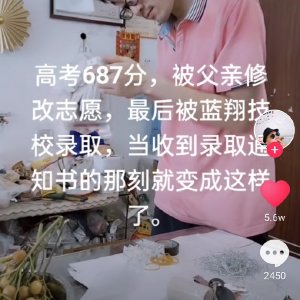 高考687分，被父亲修
改志愿，最后被蓝翔技
校录取，当收到录取通
知书的那刻就变成这样
了。
5.6w
2450